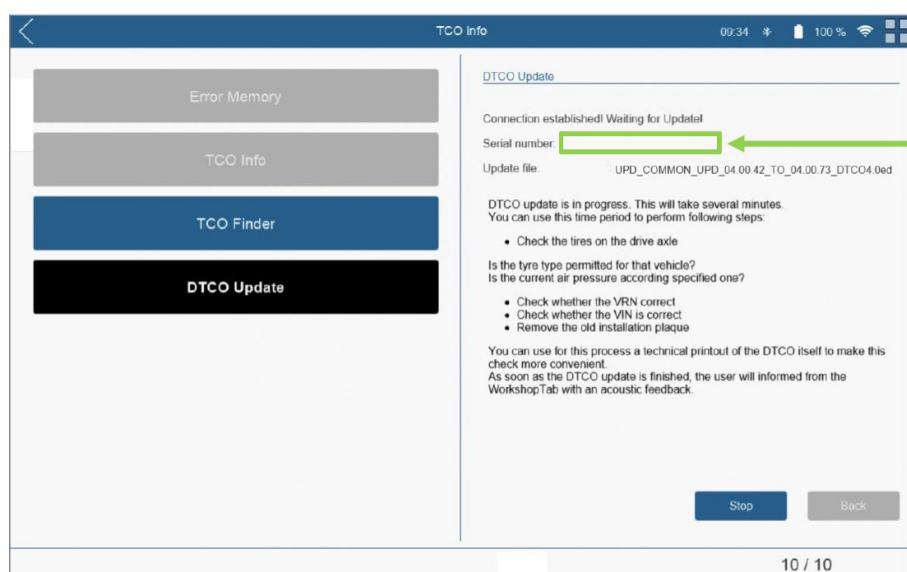 TCO Info
09:34
100 %
Error Memory
TCO Info
TCO Finder
DTCO Update
DTCO Update
Connection established! Waiting for Update!
Serial number:
Update file: UPD_COMMON_UPD_04.00.42_TO_04.00.73_DTCO4.0ed
DTCO update is in progress. This will take several minutes.
You can use this time period to perform following steps:
• Check the tires on the drive axle
Is the tyre type permitted for that vehicle?
Is the current air pressure according specified one?
• Check whether the VRN correct
• Check whether the VIN is correct
• Remove the old installation plaque
You can use for this process a technical printout of the DTCO itself to make this
check more convenient.
As soon as the DTCO update is finished, the user will informed from the
WorkshopTab with an acoustic feedback.
Stop
Back
10 / 10